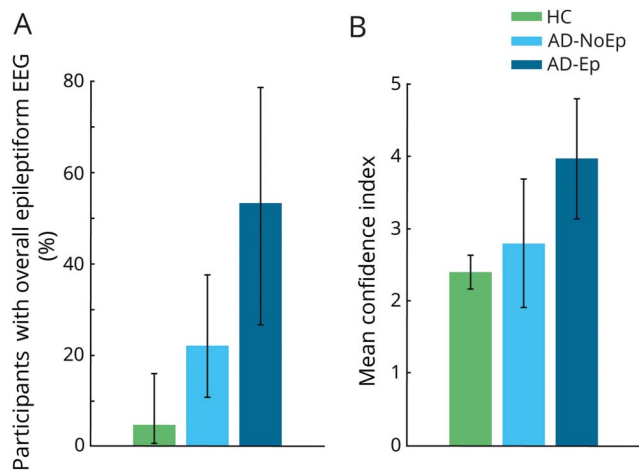 A
Participants with overall epileptiform EEG
(%)
80
60
40
20
0
B
HC
AD-NoEp
AD-Ep
Mean confidence index
5
4
3
2
1
0